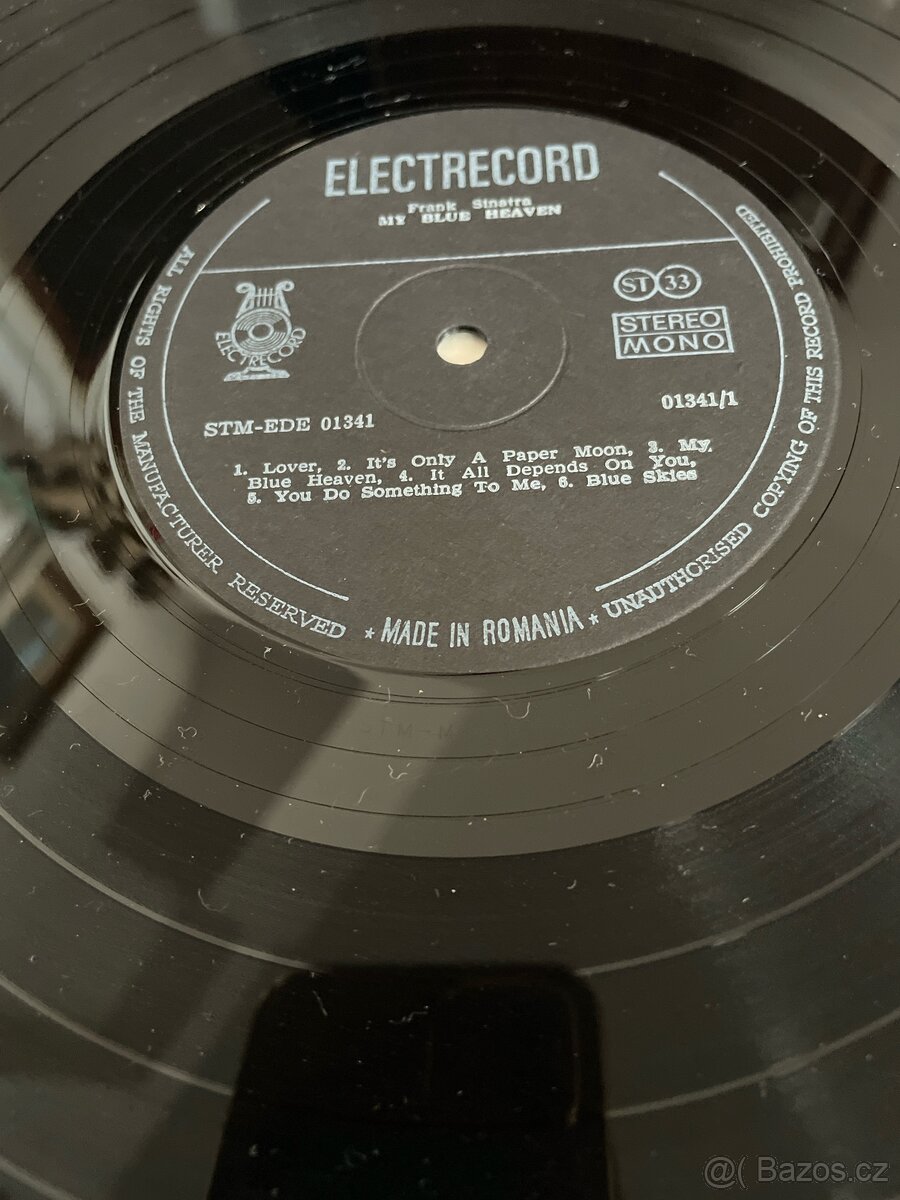 ELECTRECORD
Frank Sinatra
MY BLUE HEAVEN
ST 33
STEREO
MONO
ELECTRECORD
STM-EDE 01341
01341/1
1. Lover, 2. It's Only A Paper Moon, 3. My
Blue Heaven, 4. It All Depends On You,
5. You Do Something To Me, 6. Blue Skies
ALL RIGHTS OF THE MANUFACTURER RESERVED ★ MADE IN ROMANIA ★ UNAUTHORISED COPYING OF THIS RECORD PROHIBITED
@( Bazos.cz